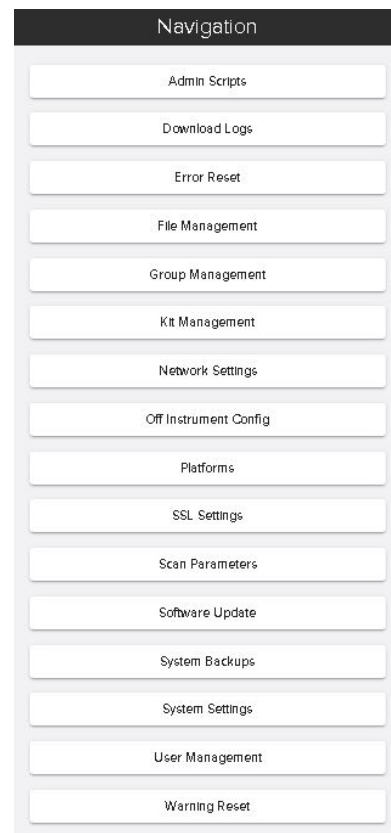 Navigation
Admin Scripts
Download Logs
Error Reset
File Management
Group Management
Kit Management
Network Settings
Off Instrument Config
Platforms
SSL Settings
Scan Parameters
Software Update
System Backups
System Settings
User Management
Warning Reset